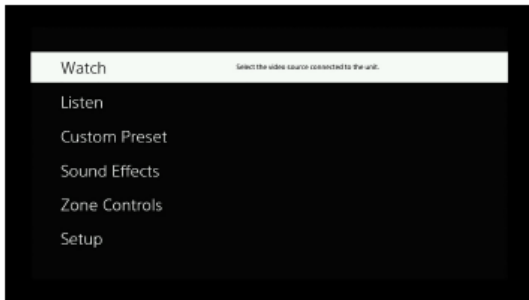 Watch
Select the video source connected to the unit.
Listen
Custom Preset
Sound Effects
Zone Controls
Setup